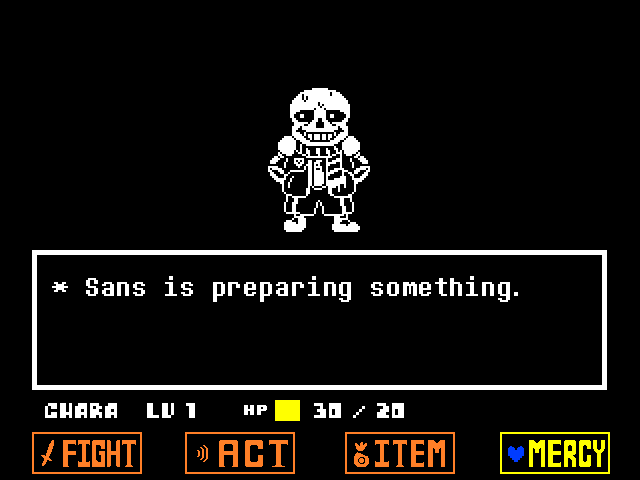 * Sans is preparing something.
CHARA LV 1 HP 30 / 20
FIGHT ACT ITEM MERCY